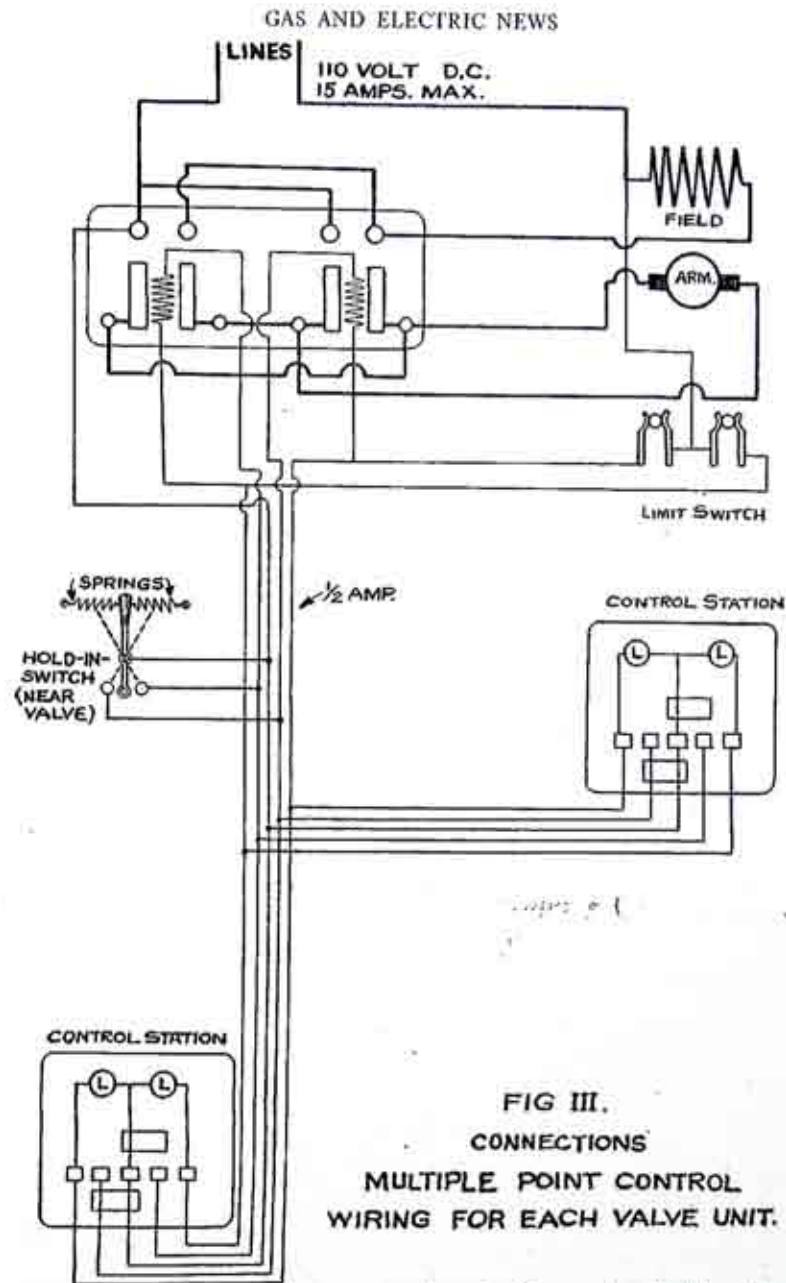 GAS AND ELECTRIC NEWS
LINES
110 VOLT D.C.
15 AMPS. MAX.
FIELD
ARM.
LIMIT SWITCH
SPRINGS
1/2 AMP.
HOLD-IN-
SWITCH
(NEAR
VALVE)
CONTROL STATION
L L
CONTROL STATION
L L
FIG III.
CONNECTIONS
MULTIPLE POINT CONTROL
WIRING FOR EACH VALVE UNIT.